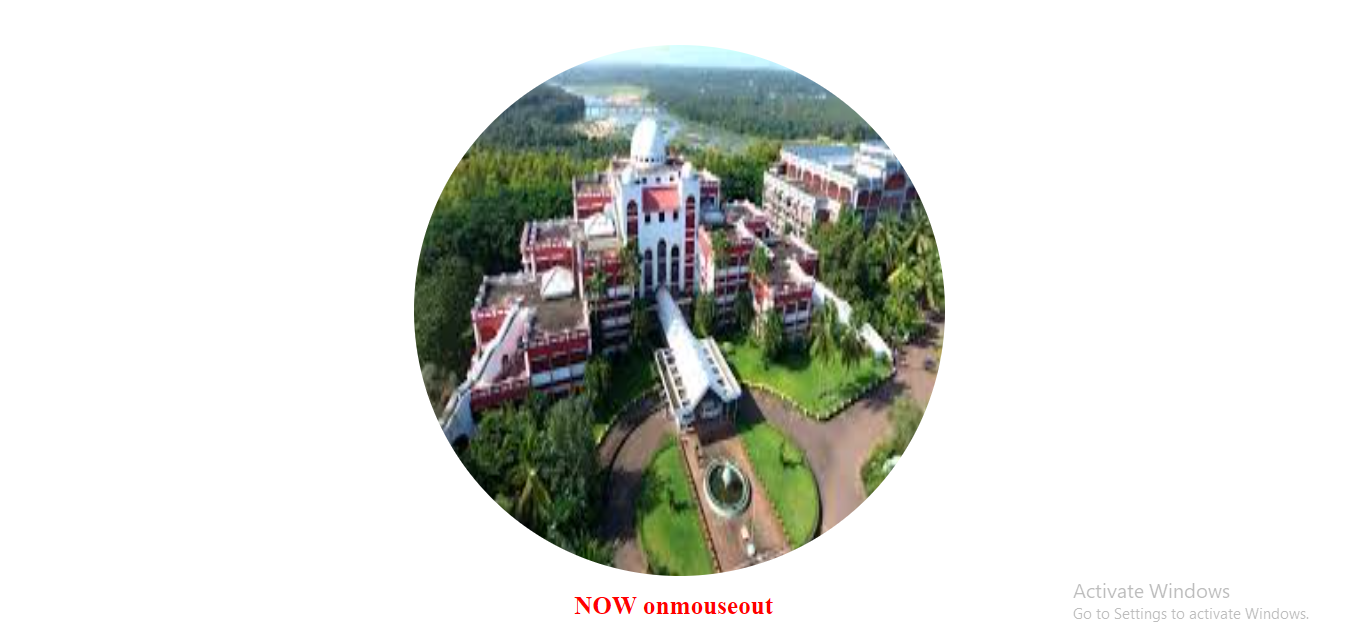 NOW onmouseout
Activate Windows
Go to Settings to activate Windows.